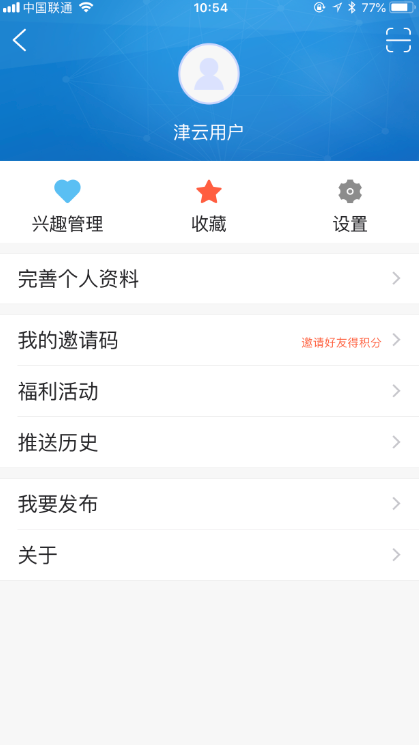 中国联通 10:54 77%
津云用户
兴趣管理 收藏 设置
完善个人资料
我的邀请码 邀请好友得积分
福利活动
推送历史
我要发布
关于